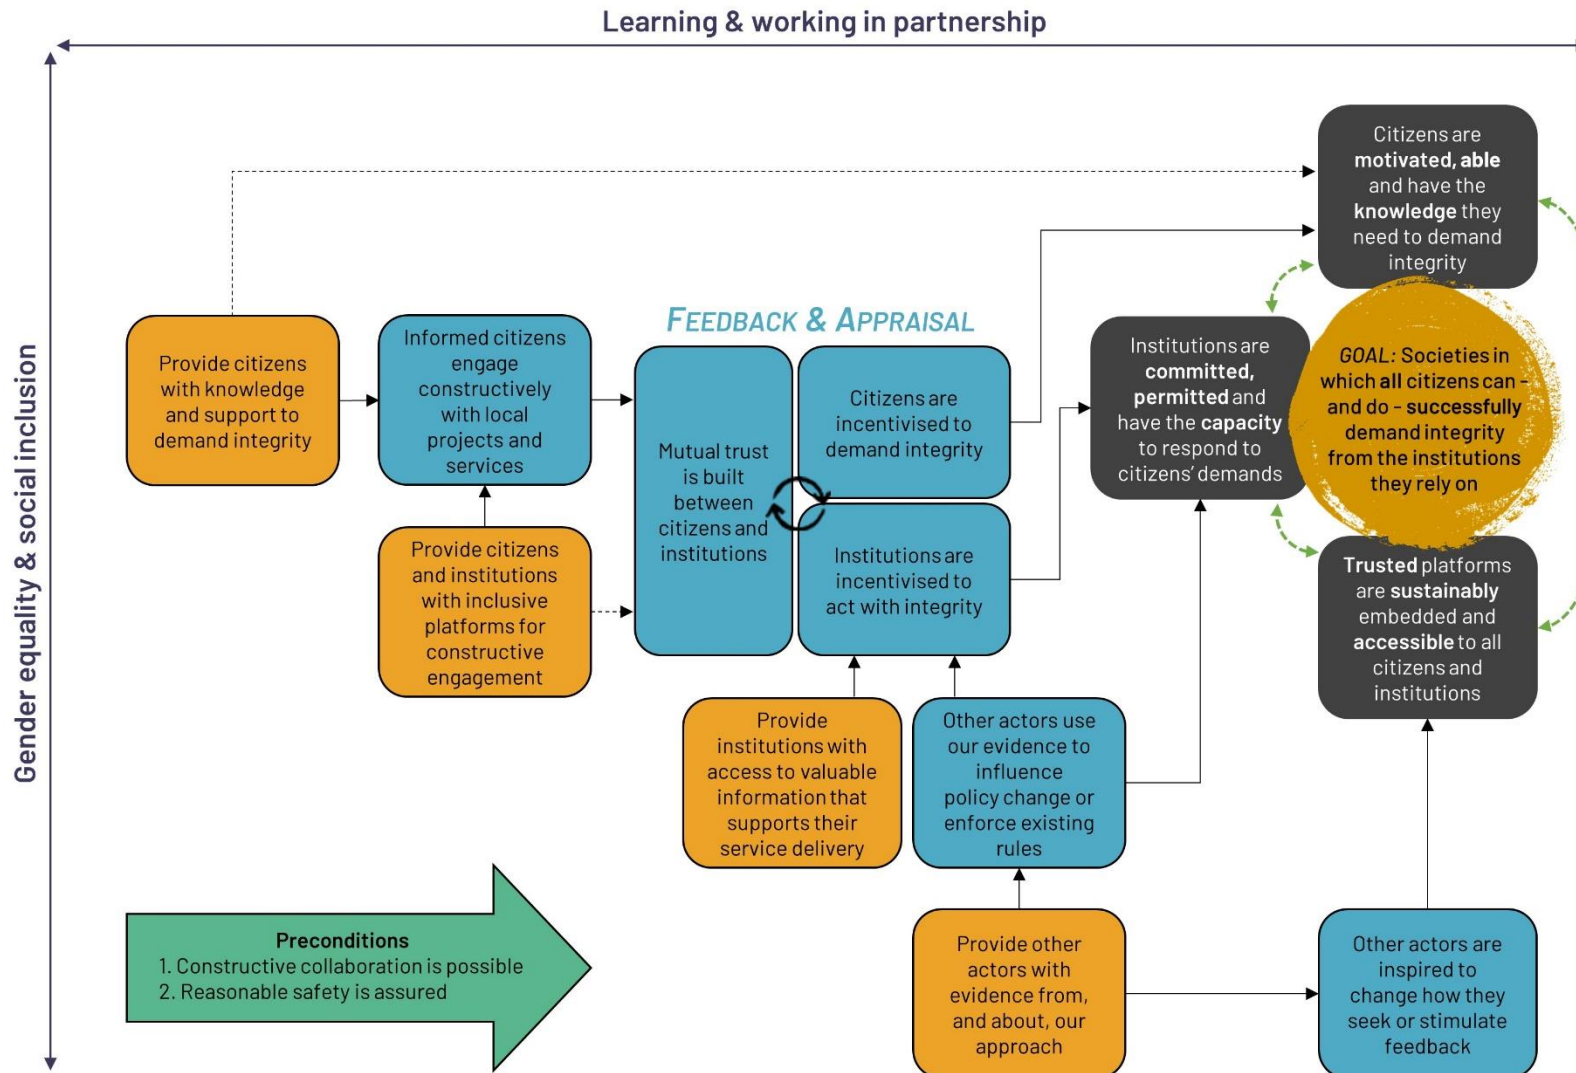 Learning & working in partnership
Gender equality & social inclusion
Citizens are
motivated, able
and have the
knowledge they
need to demand
integrity
FEEDBACK & APPRAISAL
Provide citizens
with knowledge
and support to
demand integrity
Informed citizens
engage
constructively
with local
projects and
services
Mutual trust
is built
between
citizens and
institutions
Citizens are
incentivised to
demand integrity
Institutions are
incentivised to
act with integrity
Institutions are
committed,
permitted and
have the capacity
to respond to
citizens’ demands
GOAL: Societies in
which all citizens can -
and do - successfully
demand integrity
from the institutions
they rely on
Provide citizens
and institutions
with inclusive
platforms for
constructive
engagement
Trusted platforms
are sustainably
embedded and
accessible to all
citizens and
institutions
Provide
institutions with
access to valuable
information that
supports their
service delivery
Other actors use
our evidence to
influence
policy change or
enforce existing
rules
Preconditions
1. Constructive collaboration is possible
2. Reasonable safety is assured
Provide other
actors with
evidence from,
and about, our
approach
Other actors are
inspired to
change how they
seek or stimulate
feedback